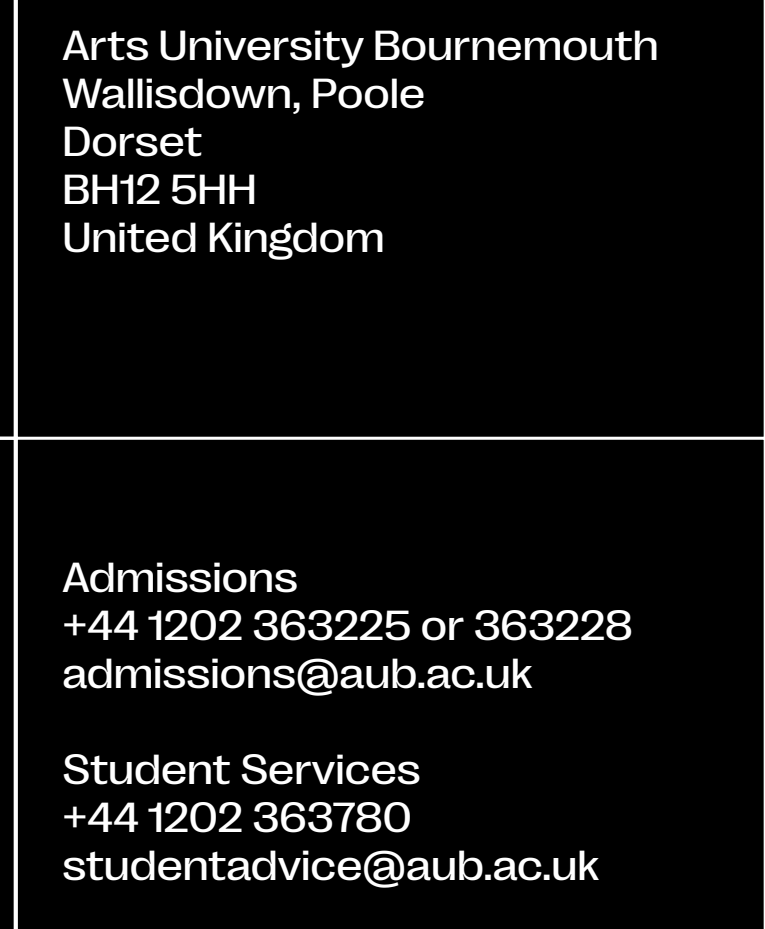 Arts University Bournemouth
Wallisdown, Poole
Dorset
BH12 5HH
United Kingdom
Admissions
+44 1202 363225 or 363228
admissions@aub.ac.uk
Student Services
+44 1202 363780
studentadvice@aub.ac.uk